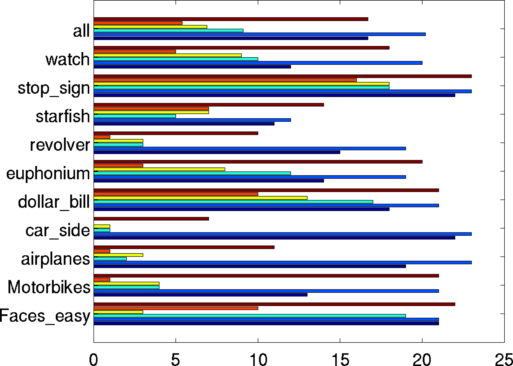 all
watch
stop_sign
starfish
revolver
euphonium
dollar_bill
car_side
airplanes
Motorbikes
Faces_easy
0 5 10 15 20 25